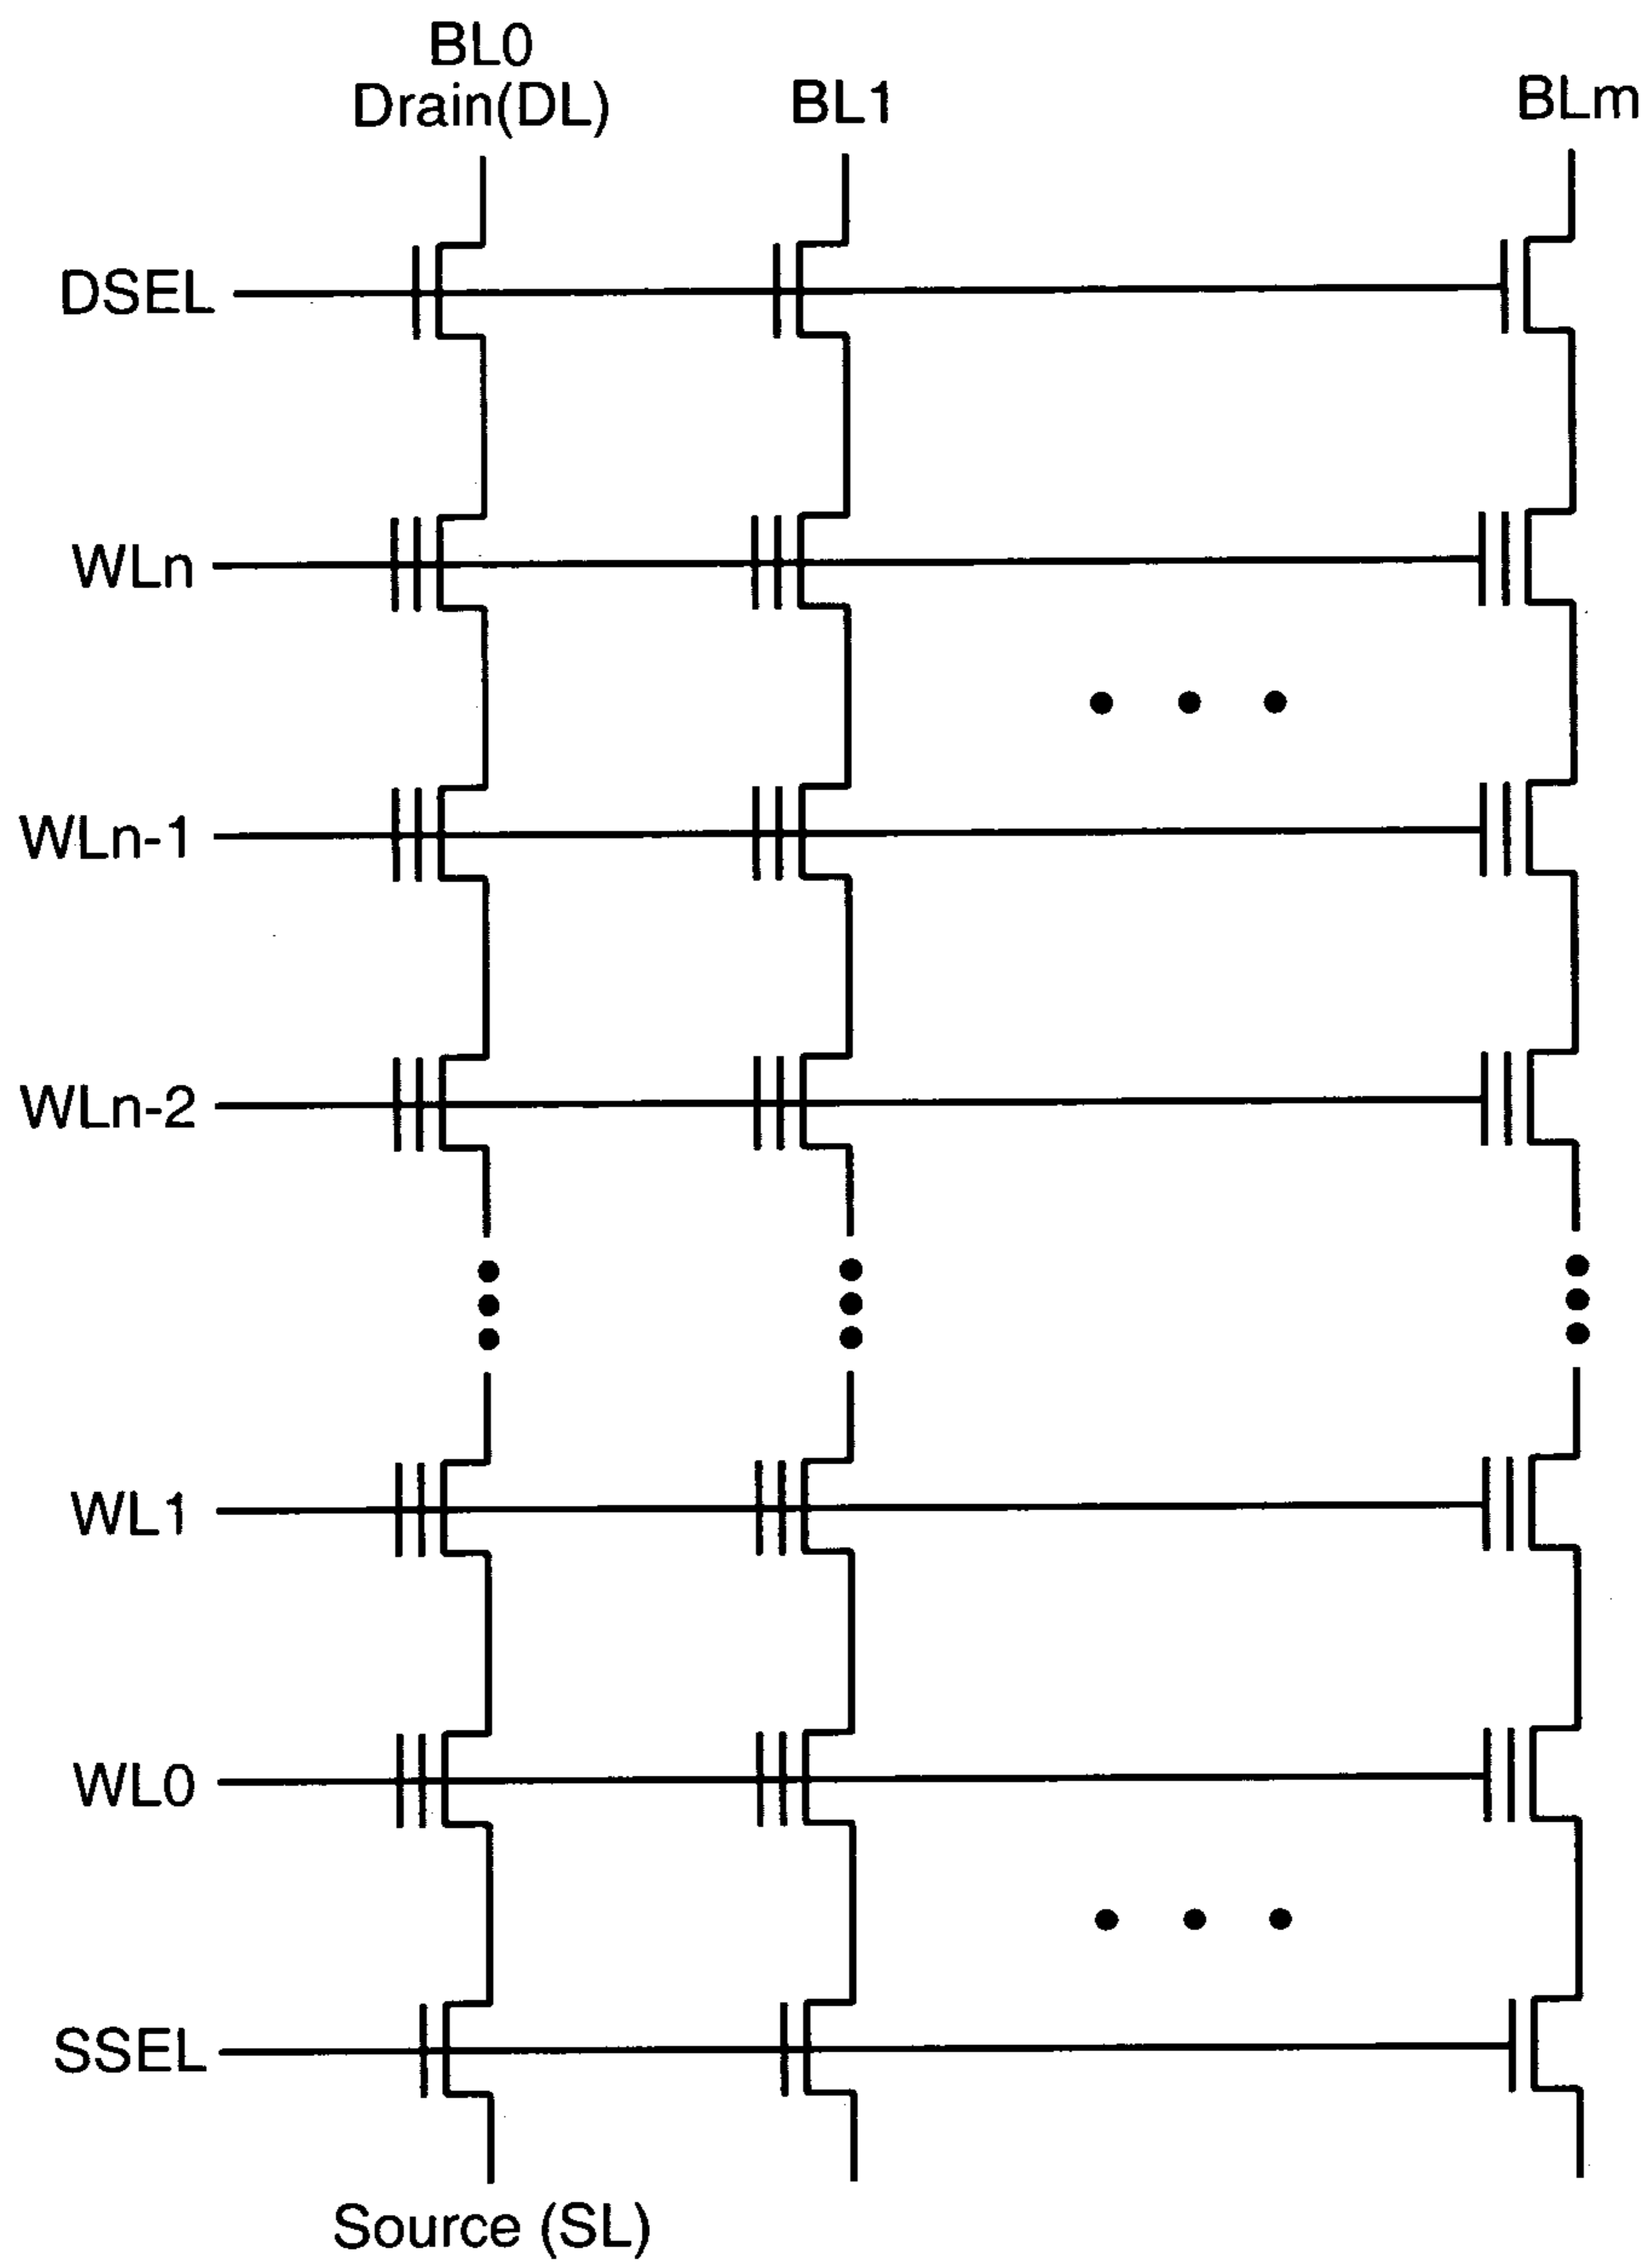 BL0
Drain(DL)
BL1
BLm
DSEL
WLn
WLn-1
WLn-2
WL1
WL0
SSEL
Source (SL)